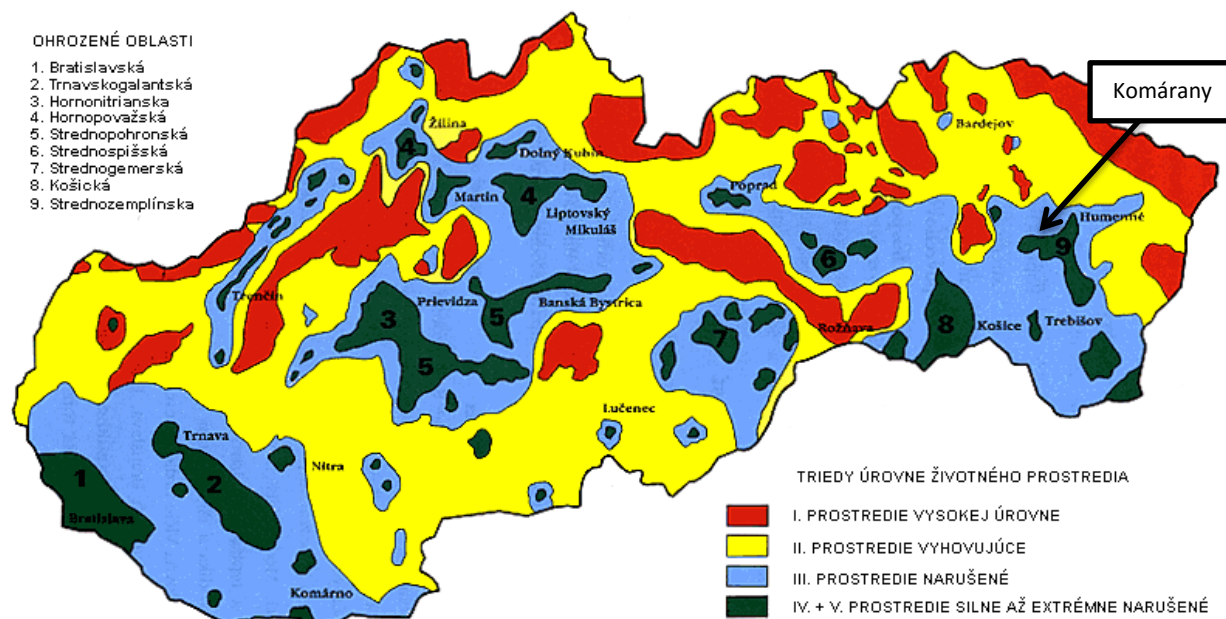 OHROZENÉ OBLASTI
1. Bratislavská
2. Trnavskogalantská
3. Hornonitrianska
4. Hornopovažská
5. Strednopohronská
6. Strednospišská
7. Strednogemerská
8. Košická
9. Strednozemplínska
Komárany
Žilina
Bardejov
4
Dolný Kubín
Poprad
Martin
4
Liptovský
Mikuláš
Humenné
9
6
Trenčín
Prievidza
Banská Bystrica
3
5
Rožňava
8
Košice
Trebišov
7
5
Lučenec
Trnava
Nitra
1
2
Bratislava
Komárno
TRIEDY ÚROVNE ŽIVOTNÉHO PROSTREDIA
I. PROSTREDIE VYSOKEJ ÚROVNE
II. PROSTREDIE VYHOVUJÚCE
III. PROSTREDIE NARUŠENÉ
IV. + V. PROSTREDIE SILNE AŽ EXTRÉMNE NARUŠENÉ